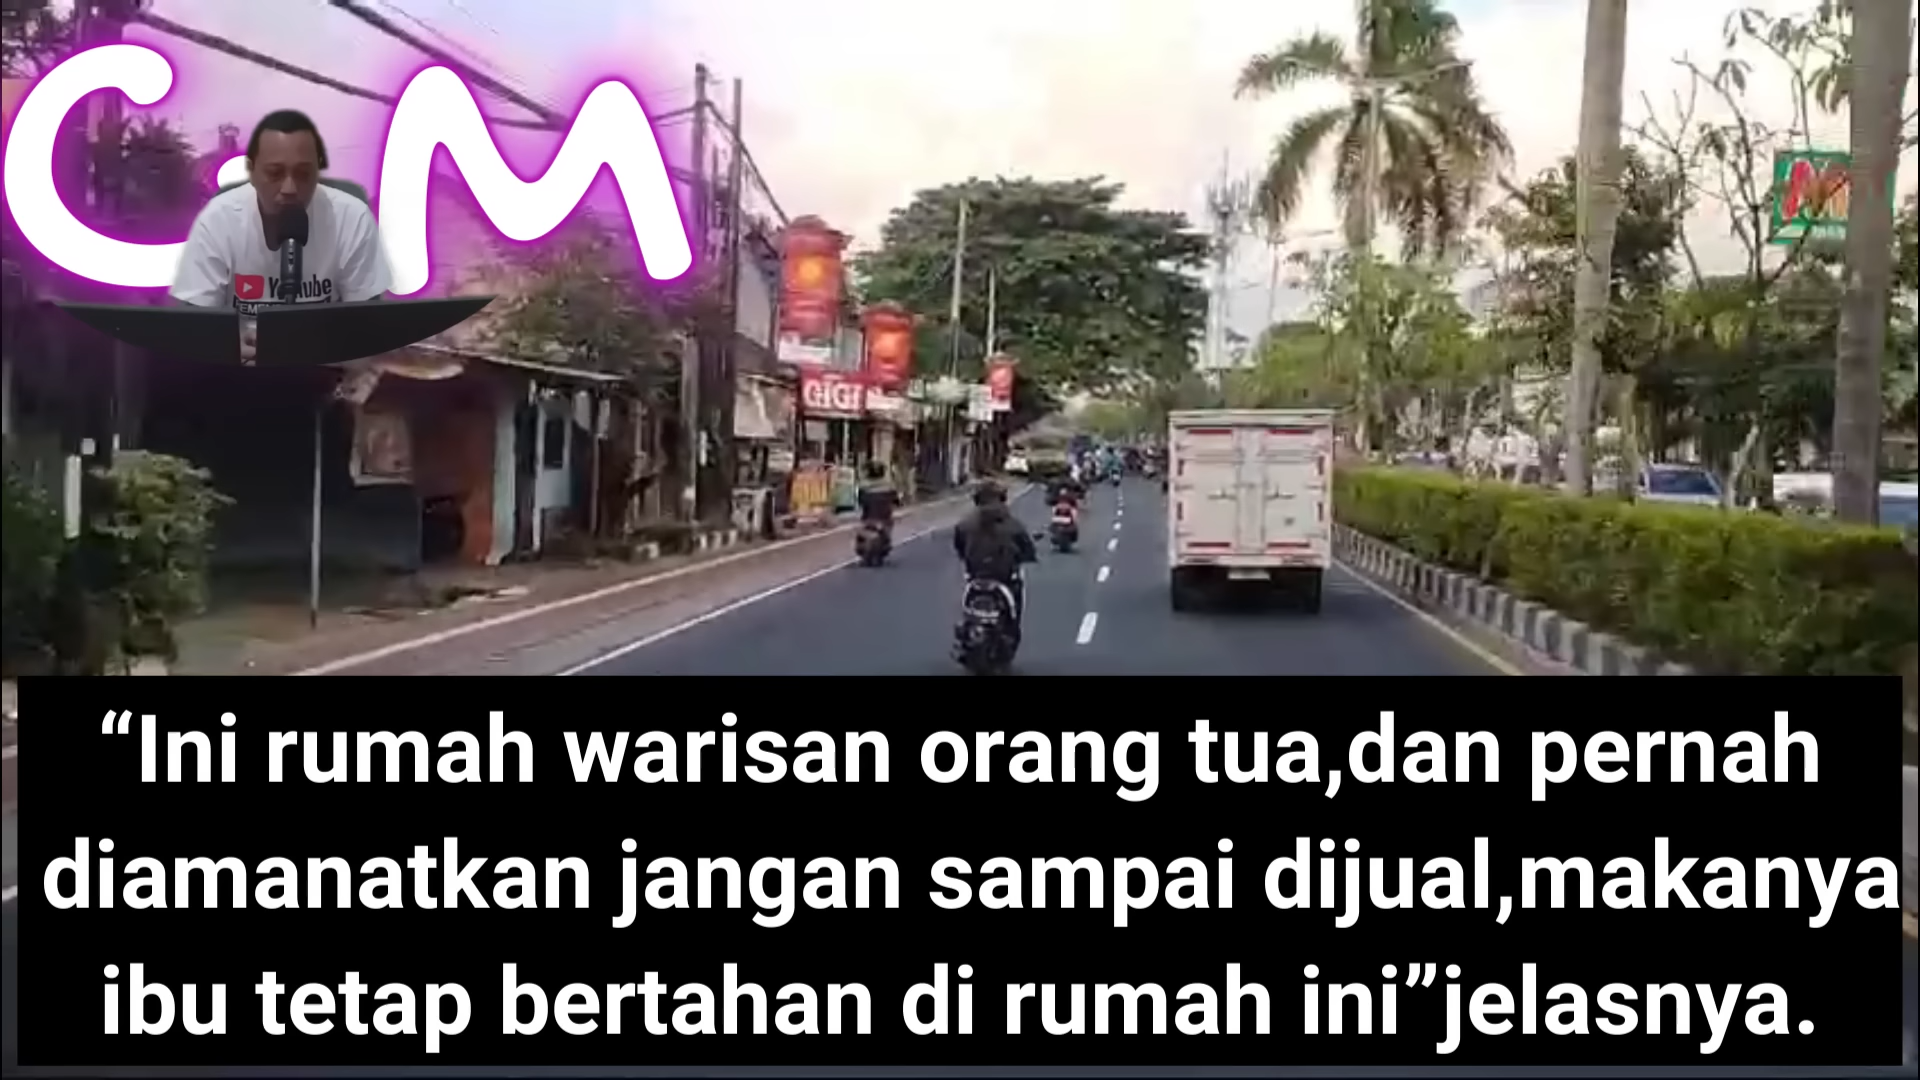 C.M
YouTube
GIGI
“Ini rumah warisan orang tua,dan pernah
diamanatkan jangan sampai dijual,makanya
ibu tetap bertahan di rumah ini”jelasnya.